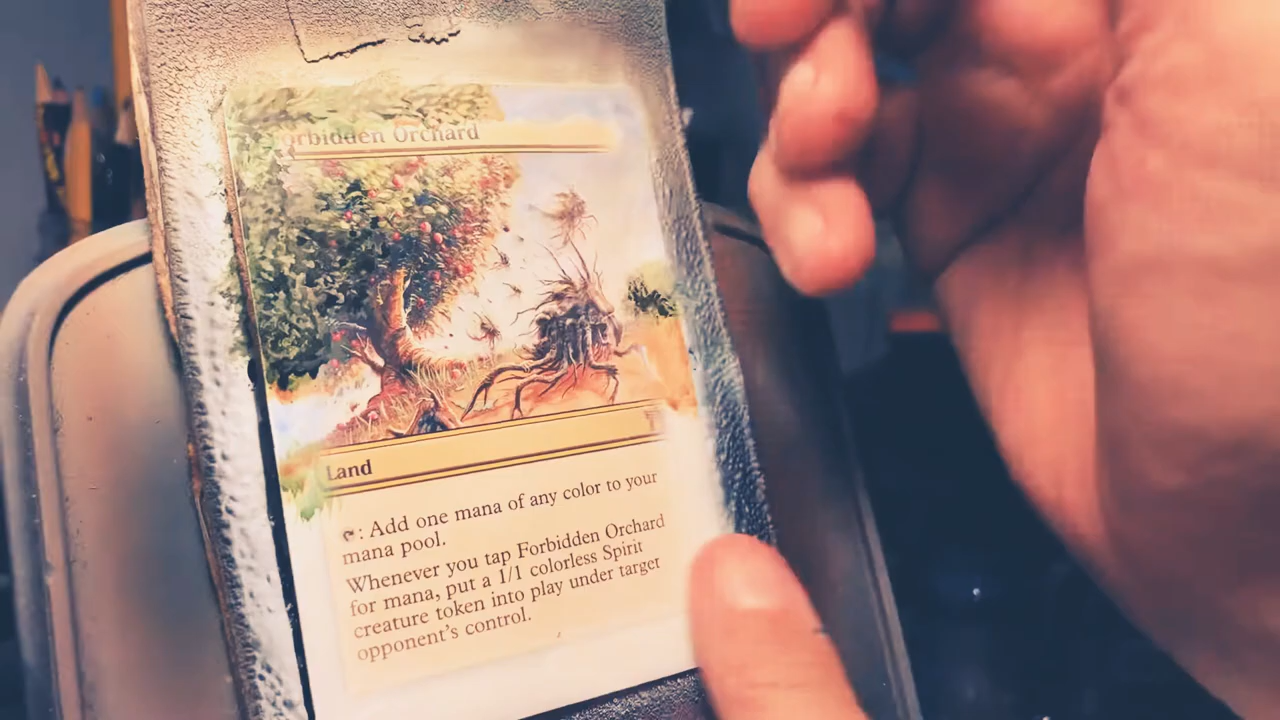 orbidden Orchard
Land
: Add one mana of any color to your
mana pool.
Whenever you tap Forbidden Orchard
for mana, put a 1/1 colorless Spirit
creature token into play under target
opponent's control.